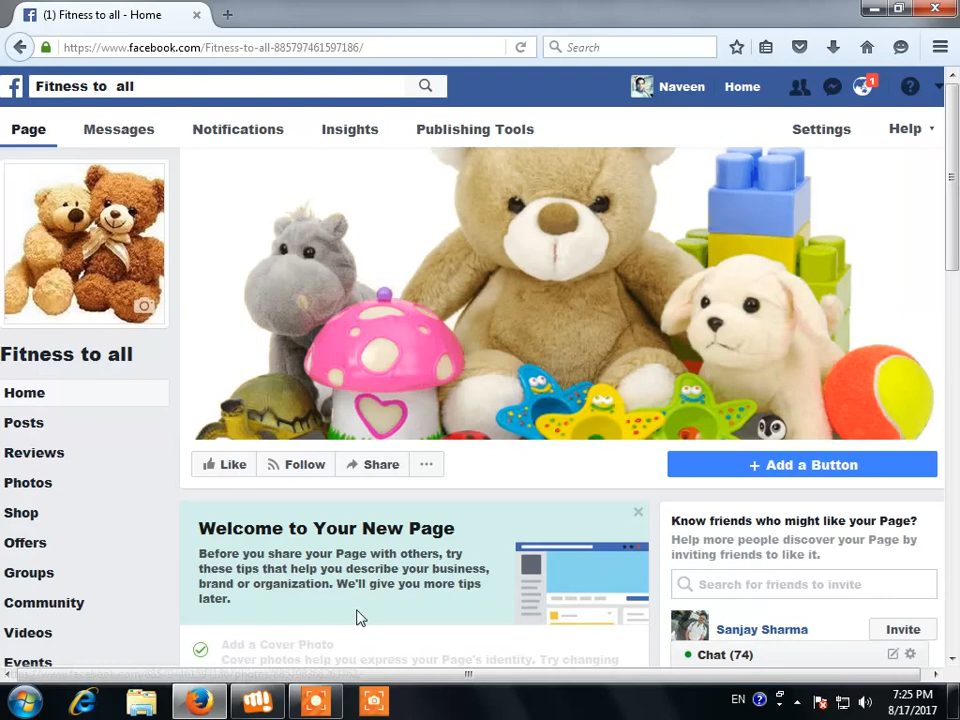 (1) Fitness to all - Home
https://www.facebook.com/Fitness-to-all-885797461597186/
Search
Fitness to all
Naveen
Home
1
Page
Messages
Notifications
Insights
Publishing Tools
Settings
Help
Fitness to all
Home
Posts
Reviews
Photos
Shop
Offers
Groups
Community
Videos
Events
Like
Follow
Share
+ Add a Button
Welcome to Your New Page
Before you share your Page with others, try
these tips that help you describe your business,
brand or organization. We'll give you more tips
later.
Add a Cover Photo
Cover photos help you express your Page's identity. Try changing
Know friends who might like your Page?
Help more people discover your Page by
inviting friends to like it.
Search for friends to invite
Sanjay Sharma
Invite
Chat (74)
EN
7:25 PM
8/17/2017